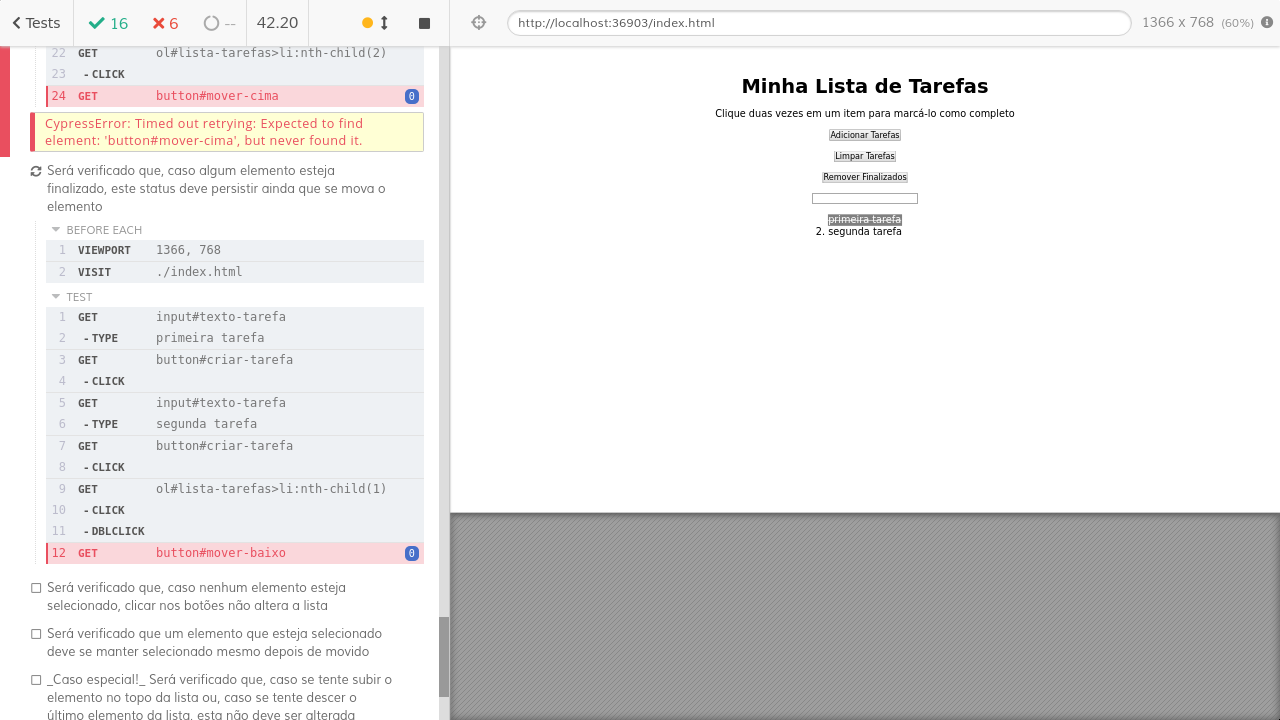 Tests
16
6
--
42.20
http://localhost:36903/index.html
1366 x 768 (60%)
22 GET ol#lista-tarefas>li:nth-child(2)
23 - CLICK
24 GET button#mover-cima 0
CypressError: Timed out retrying: Expected to find
element: 'button#mover-cima', but never found it.
Será verificado que, caso algum elemento esteja
finalizado, este status deve persistir ainda que se mova o
elemento
BEFORE EACH
1 VIEWPORT 1366, 768
2 VISIT ./index.html
TEST
1 GET input#texto-tarefa
2 - TYPE primeira tarefa
3 GET button#criar-tarefa
4 - CLICK
5 GET input#texto-tarefa
6 - TYPE segunda tarefa
7 GET button#criar-tarefa
8 - CLICK
9 GET ol#lista-tarefas>li:nth-child(1)
10 - CLICK
11 - DBLCLICK
12 GET button#mover-baixo 0
Será verificado que, caso nenhum elemento esteja
selecionado, clicar nos botões não altera a lista
Será verificado que um elemento que esteja selecionado
deve se manter selecionado mesmo depois de movido
_Caso especial!_ Será verificado que, caso se tente subir o
elemento no topo da lista ou, caso se tente descer o
último elemento da lista, esta não deve ser alterada
Minha Lista de Tarefas
Clique duas vezes em um item para marcá-lo como completo
Adicionar Tarefas
Limpar Tarefas
Remover Finalizados
primeira tarefa
2. segunda tarefa